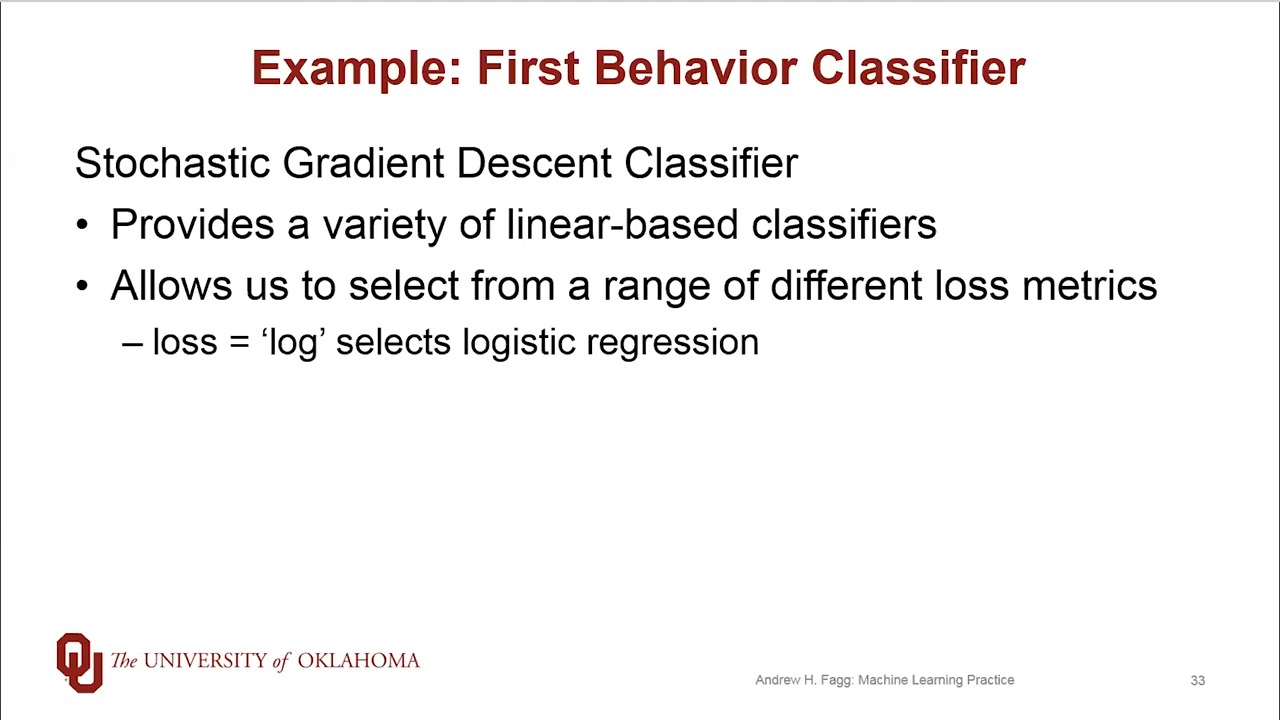 Example: First Behavior Classifier
Stochastic Gradient Descent Classifier
• Provides a variety of linear-based classifiers
• Allows us to select from a range of different loss metrics
– loss = ‘log’ selects logistic regression
The UNIVERSITY of OKLAHOMA
Andrew H. Fagg: Machine Learning Practice
33